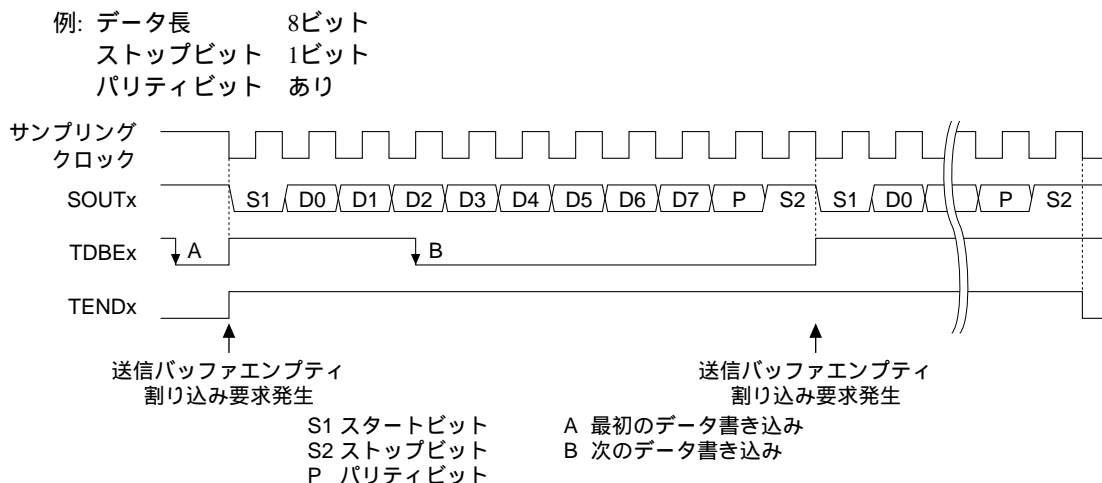 例: データ長 8ビット
ストップビット 1ビット
パリティビット あり
サンプリング
クロック
SOUTx S1 D0 D1 D2 D3 D4 D5 D6 D7 P S2 S1 D0 P S2
TDBEx A B
TENDx
送信バッファエンプティ 送信バッファエンプティ
割り込み要求発生 割り込み要求発生
S1 スタートビット A 最初のデータ書き込み
S2 ストップビット B 次のデータ書き込み
P パリティビット